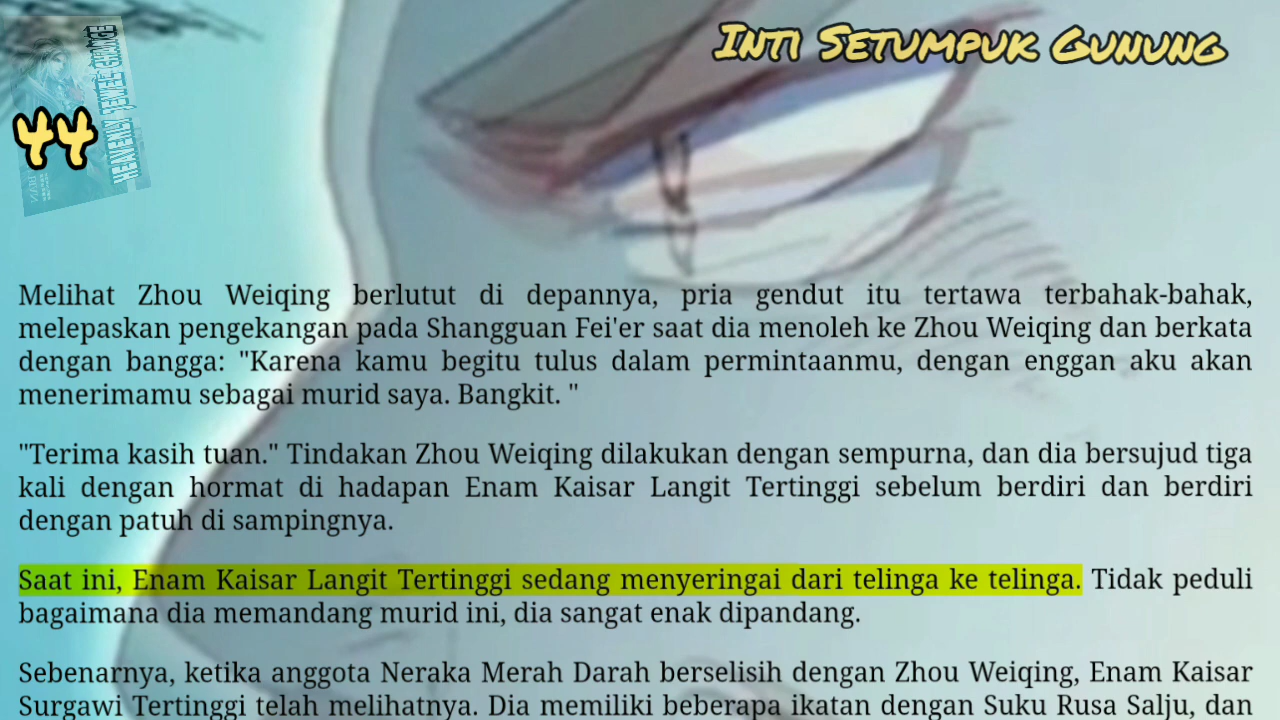 Inti Setumpuk Gunung
44
HEAVENLY JEWEL CHANGE
Melihat Zhou Weiqing berlutut di depannya, pria gendut itu tertawa terbahak-bahak,
melepaskan pengekangan pada Shangguan Fei'er saat dia menoleh ke Zhou Weiqing dan berkata
dengan bangga: "Karena kamu begitu tulus dalam permintaanmu, dengan enggan aku akan
menerimamu sebagai murid saya. Bangkit. "
"Terima kasih tuan." Tindakan Zhou Weiqing dilakukan dengan sempurna, dan dia bersujud tiga
kali dengan hormat di hadapan Enam Kaisar Langit Tertinggi sebelum berdiri dan berdiri
dengan patuh di sampingnya.
Saat ini, Enam Kaisar Langit Tertinggi sedang menyeringai dari telinga ke telinga. Tidak peduli
bagaimana dia memandang murid ini, dia sangat enak dipandang.
Sebenarnya, ketika anggota Neraka Merah Darah berselisih dengan Zhou Weiqing, Enam Kaisar
Surgawi Tertinggi telah melihatnya. Dia memiliki beberapa ikatan dengan Suku Rusa Salju, dan